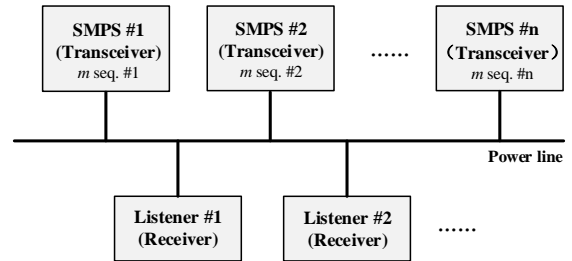 SMPS #1
(Transceiver)
m seq. #1
SMPS #2
(Transceiver)
m seq. #2
......
SMPS #n
（Transceiver）
m seq. #n
Power line
Listener #1
(Receiver)
Listener #2
(Receiver)
......